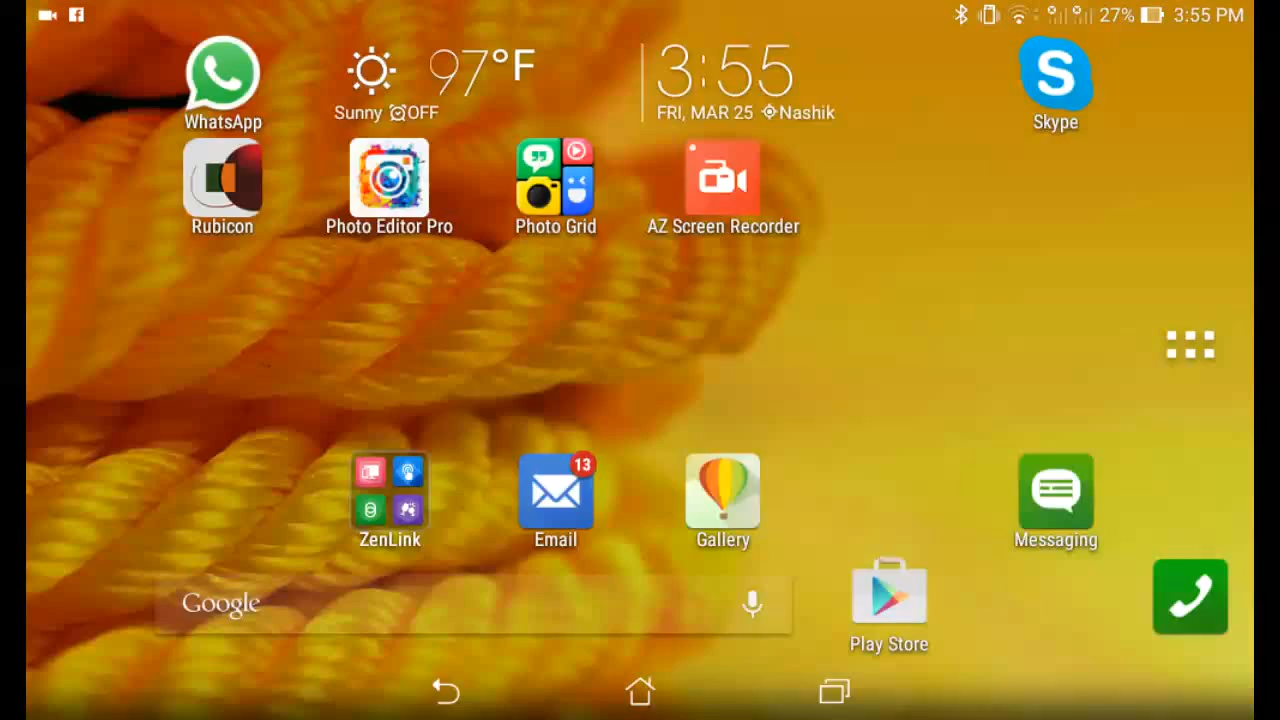 27% 3:55 PM
97°F
3:55
Sunny OFF
FRI, MAR 25 Nashik
WhatsApp
S
Skype
Rubicon
Photo Editor Pro
Photo Grid
AZ Screen Recorder
13
ZenLink
Email
Gallery
Messaging
Google
Play Store